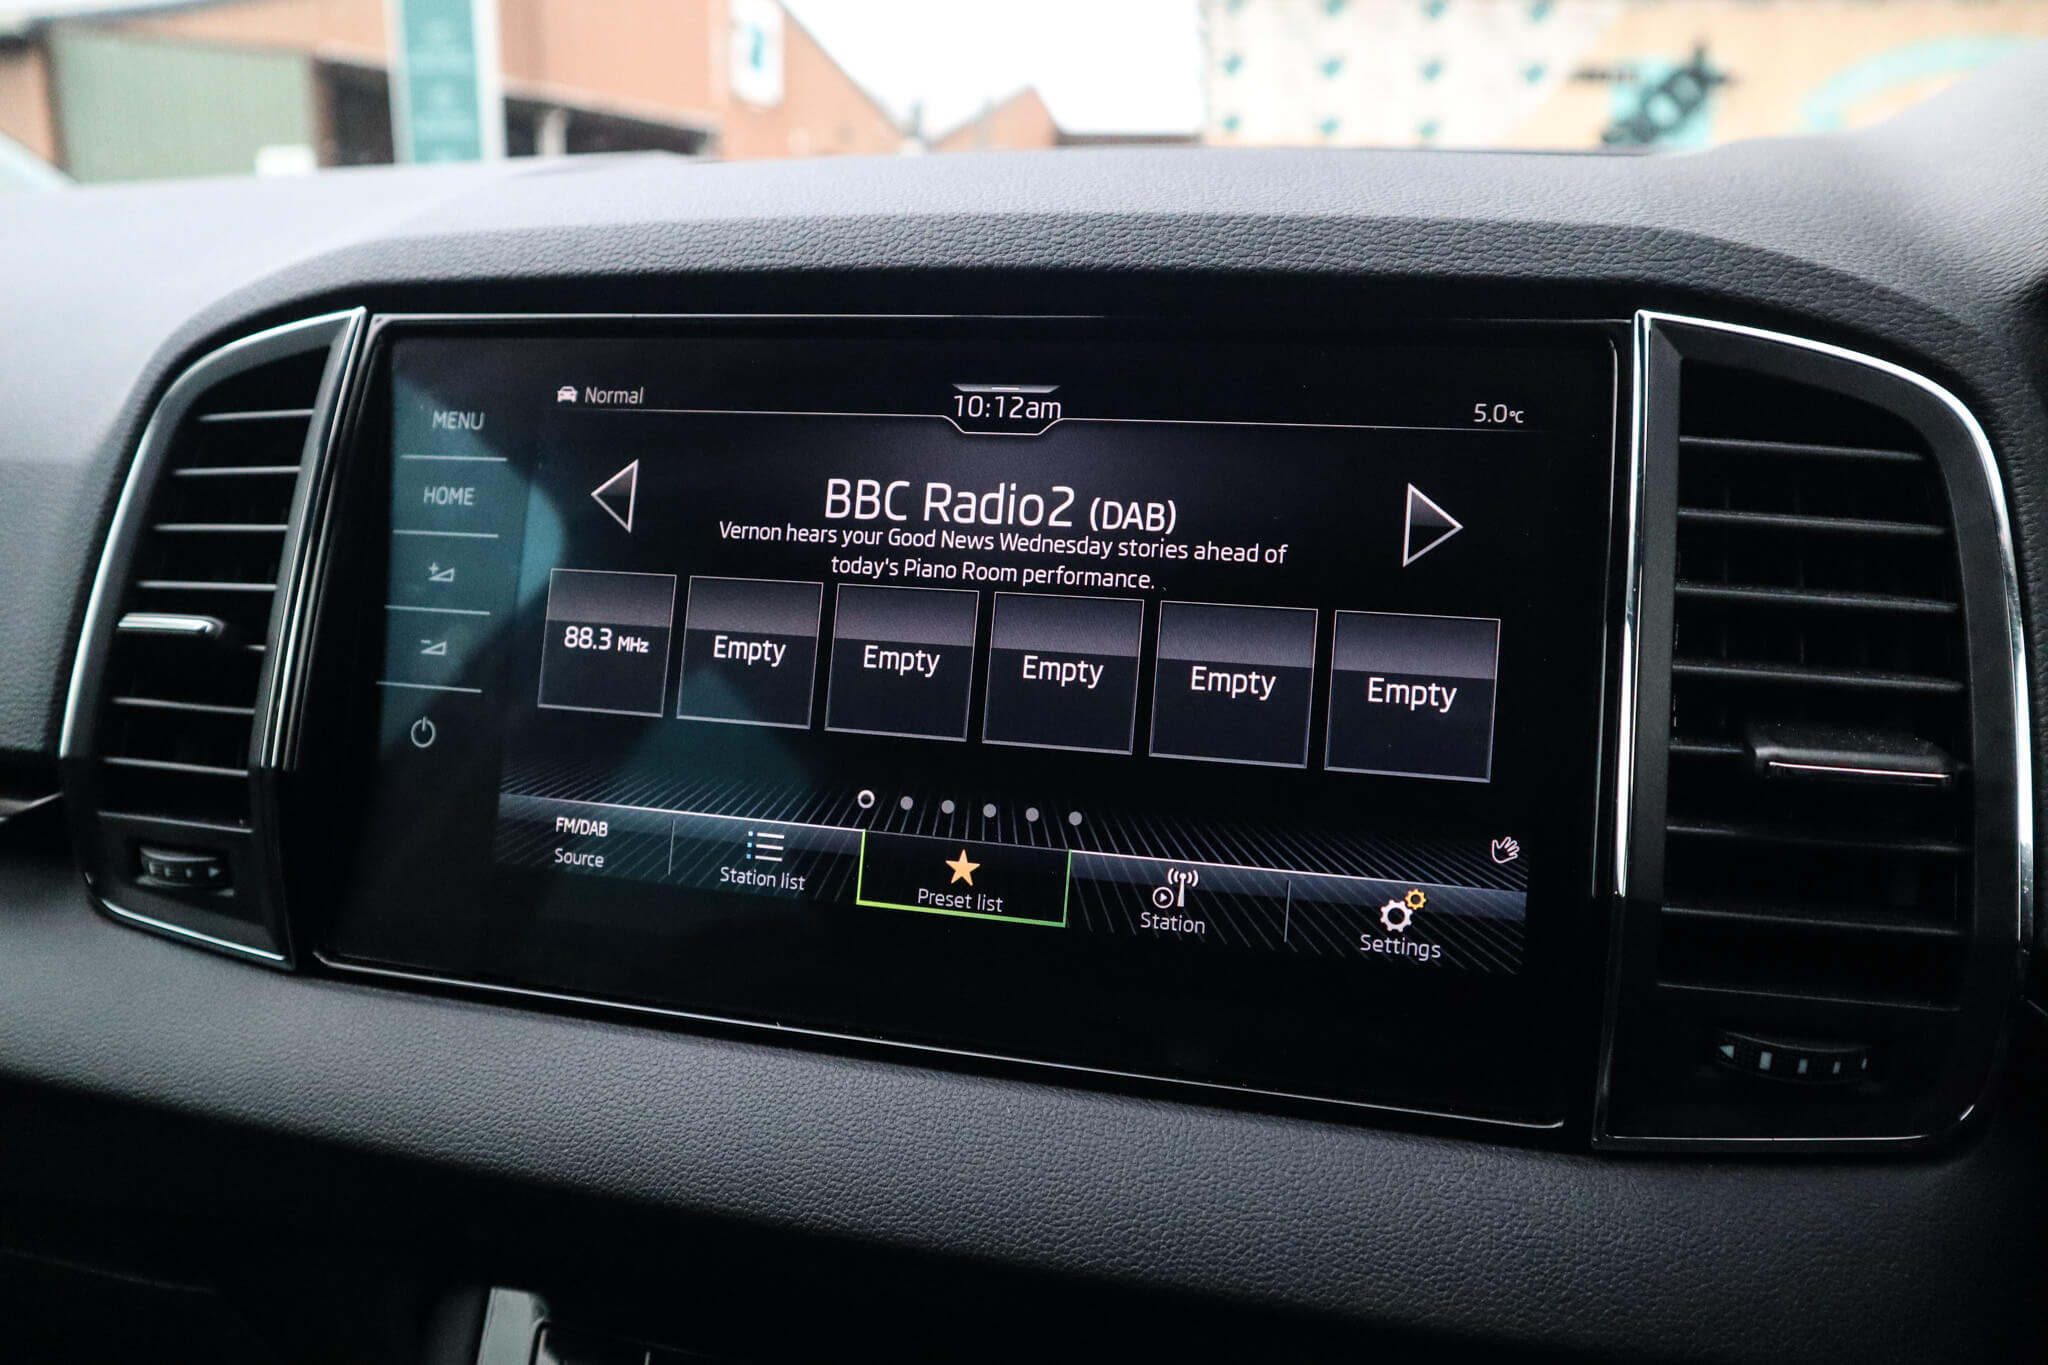 Normal
10:12am
5.0°C
MENU
HOME
BBC Radio2 (DAB)
Vernon hears your Good News Wednesday stories ahead of
today's Piano Room performance.
88.3 MHz
Empty
Empty
Empty
Empty
Empty
FM/DAB
Source
Station list
Preset list
Station
Settings